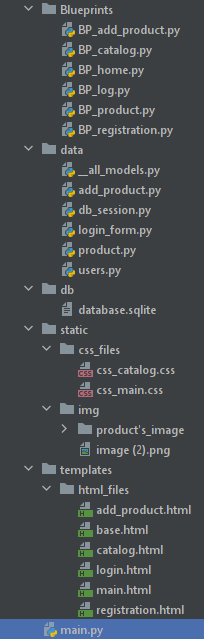 Blueprints
BP_add_product.py
BP_catalog.py
BP_home.py
BP_log.py
BP_product.py
BP_registration.py
data
__all_models.py
add_product.py
db_session.py
login_form.py
product.py
users.py
db
database.sqlite
static
css_files
css_catalog.css
css_main.css
img
product's_image
image (2).png
templates
html_files
add_product.html
base.html
catalog.html
login.html
main.html
registration.html
main.py